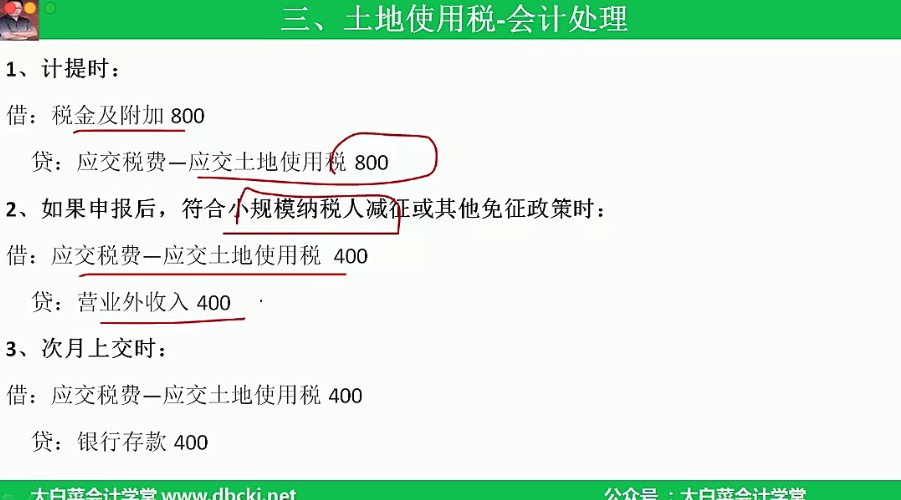 三、土地使用税-会计处理
1、计提时：
借：税金及附加 800
贷：应交税费—应交土地使用税 800
2、如果申报后，符合小规模纳税人减征或其他免征政策时：
借：应交税费—应交土地使用税 400
贷：营业外收入 400
3、次月上交时：
借：应交税费—应交土地使用税 400
贷：银行存款 400
大白菜会计学堂 www.dbckj.net 公众号：大白菜会计学堂